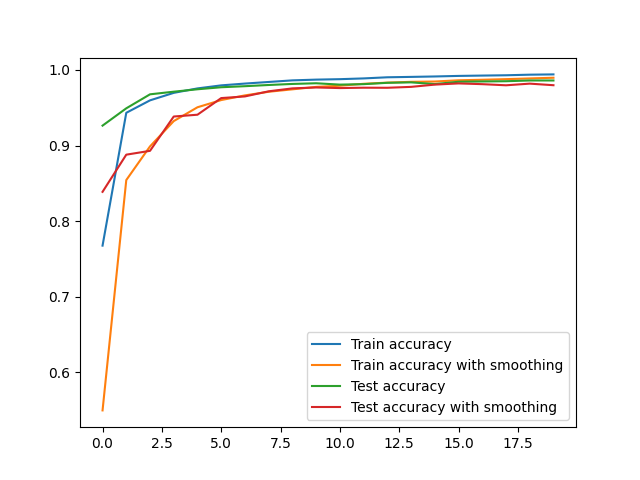 1.0
0.9
0.8
0.7
0.6
0.0 2.5 5.0 7.5 10.0 12.5 15.0 17.5
Train accuracy
Train accuracy with smoothing
Test accuracy
Test accuracy with smoothing